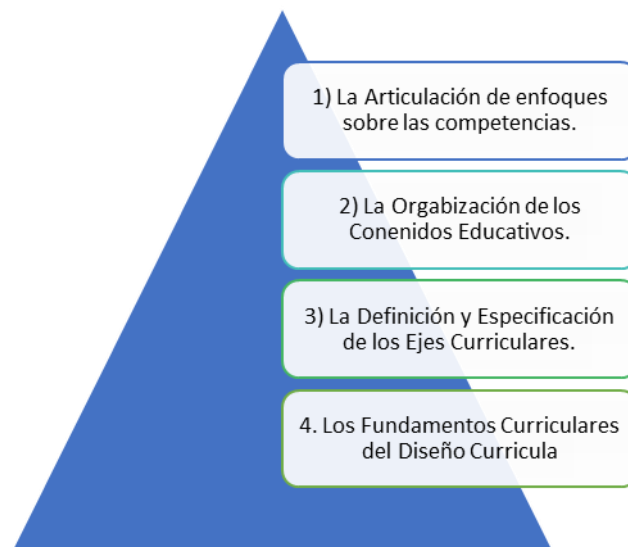 1) La Articulación de enfoques
sobre las competencias.
2) La Orgabización de los
Conenidos Educativos.
3) La Definición y Especificación
de los Ejes Curriculares.
4. Los Fundamentos Curriculares
del Diseño Curricula